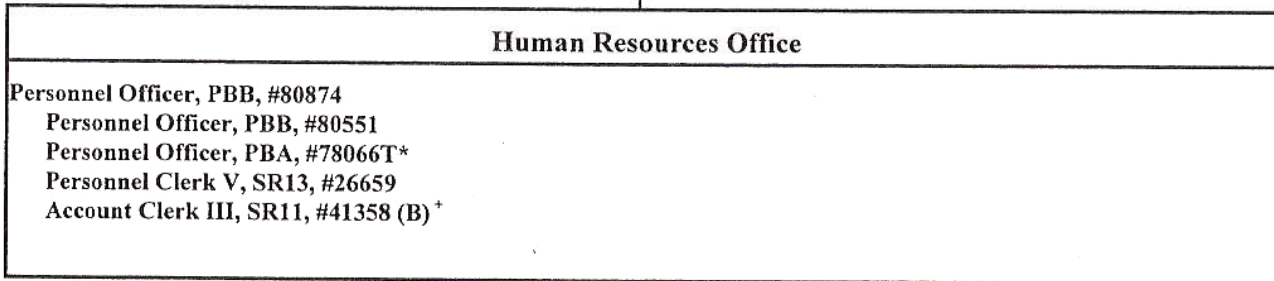 Human Resources Office
Personnel Officer, PBB, #80874
Personnel Officer, PBB, #80551
Personnel Officer, PBA, #78066T*
Personnel Clerk V, SR13, #26659
Account Clerk III, SR11, #41358 (B)⁺